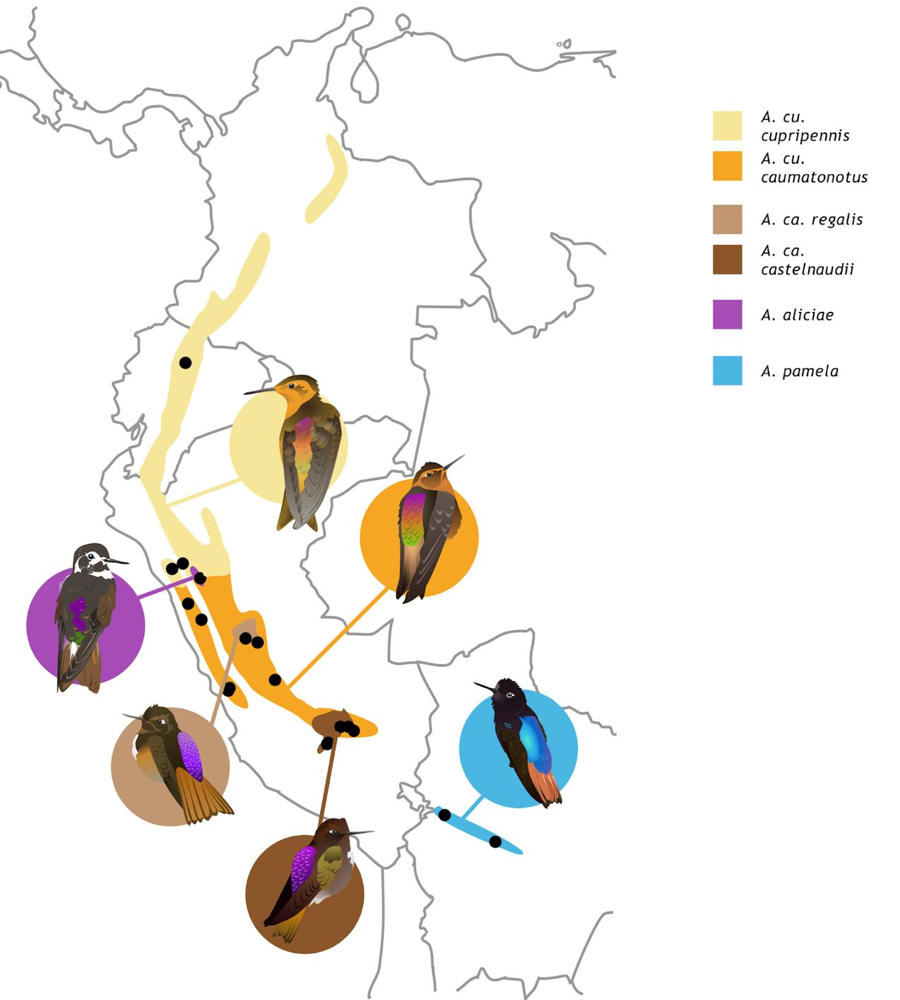 A. cu.
cupripennis
A. cu.
caumatonotus
A. ca. regalis
A. ca.
castelnaudii
A. aliciae
A. pamela